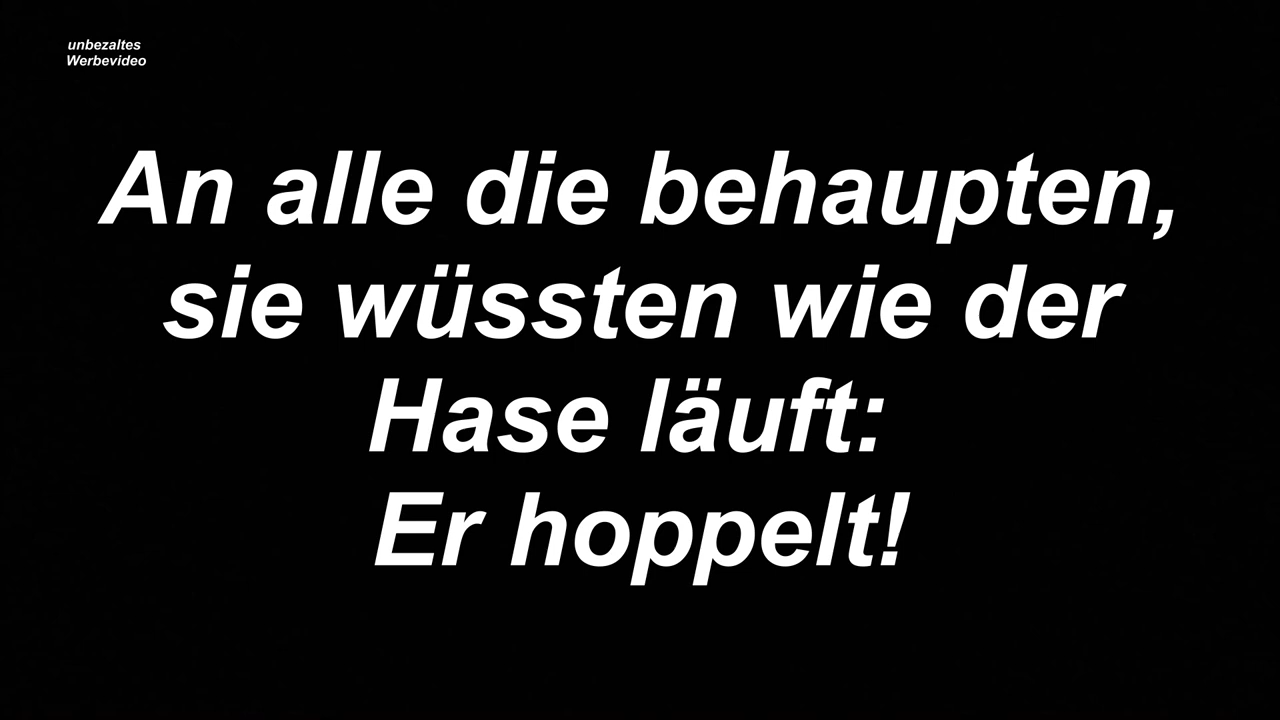 unbezaltes
Werbevideo
An alle die behaupten,
sie wüssten wie der
Hase läuft:
Er hoppelt!